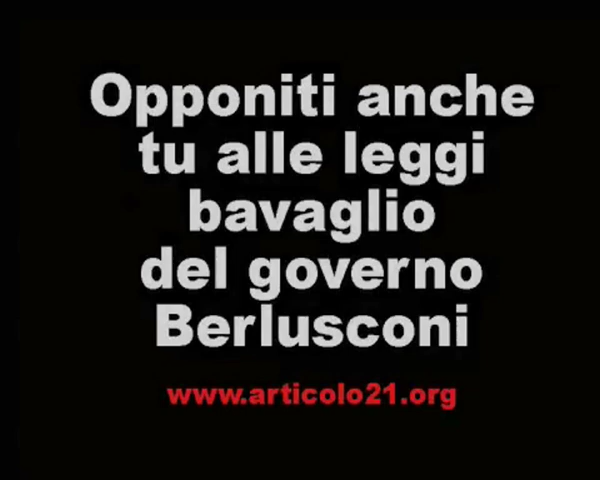 Opponiti anche
tu alle leggi
bavaglio
del governo
Berlusconi
www.articolo21.org